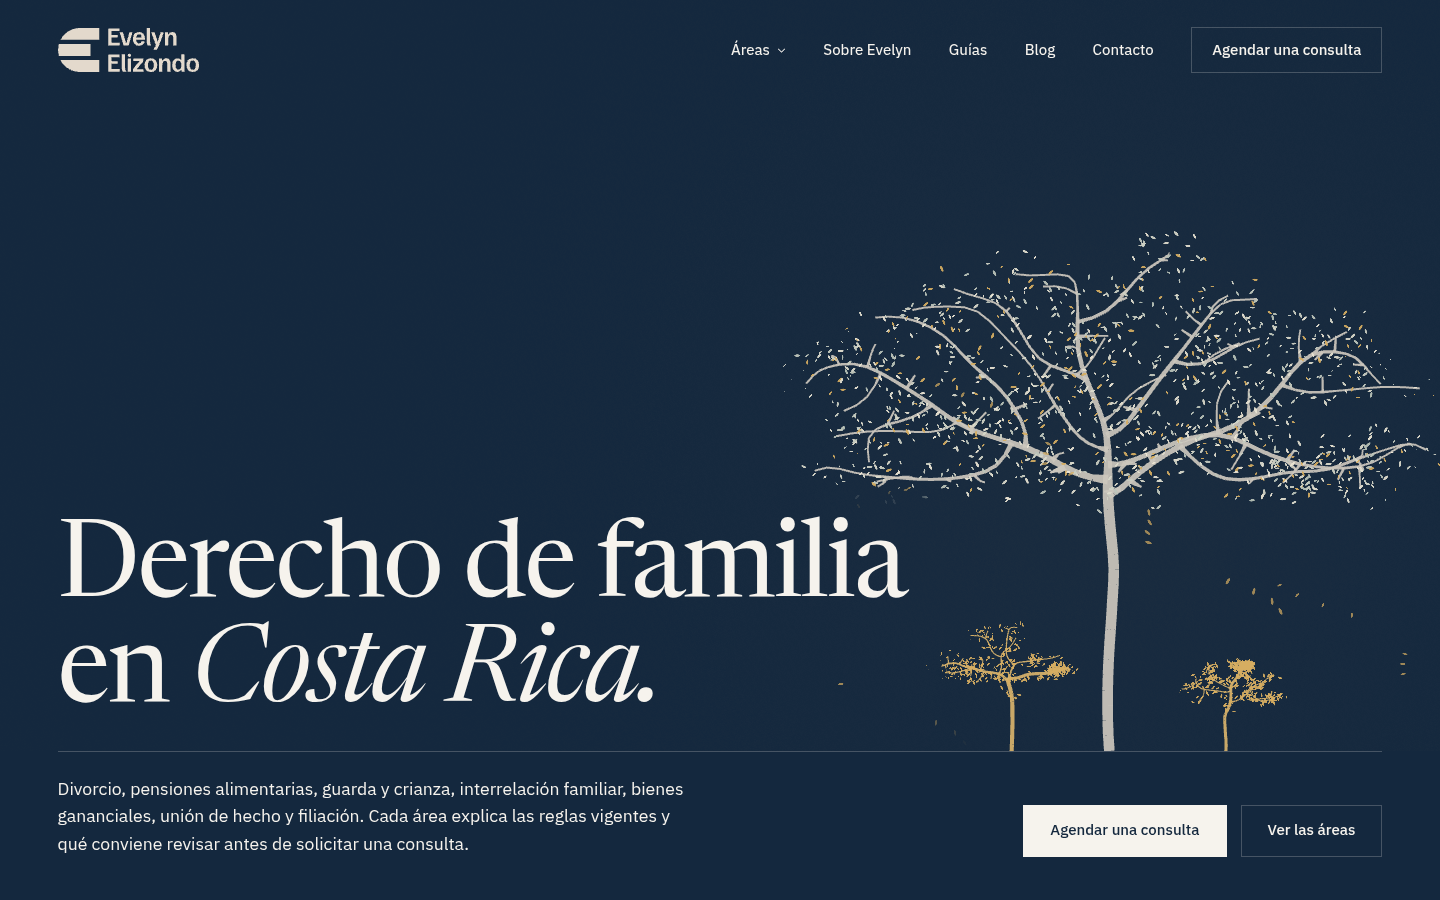 Evelyn
Elizondo
Áreas
Sobre Evelyn
Guías
Blog
Contacto
Agendar una consulta
Derecho de familia
en Costa Rica.
Divorcio, pensiones alimentarias, guarda y crianza, interrelación familiar, bienes
gananciales, unión de hecho y filiación. Cada área explica las reglas vigentes y
qué conviene revisar antes de solicitar una consulta.
Agendar una consulta
Ver las áreas